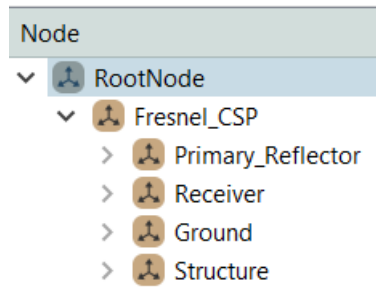 Node
RootNode
Fresnel_CSP
Primary_Reflector
Receiver
Ground
Structure